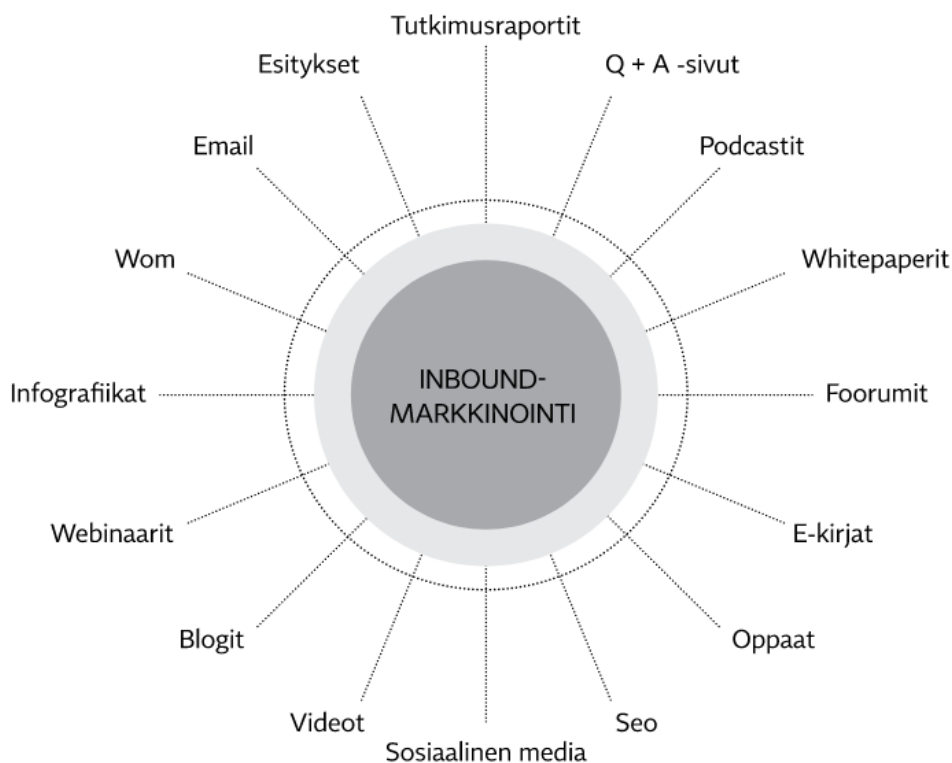 Tutkimusraportit
Esitykset
Q + A -sivut
Email
Podcastit
Wom
Whitepaperit
INBOUND-
MARKKINOINTI
Infografiikat
Foorumit
Webinaarit
E-kirjat
Blogit
Oppaat
Videot
Seo
Sosiaalinen media